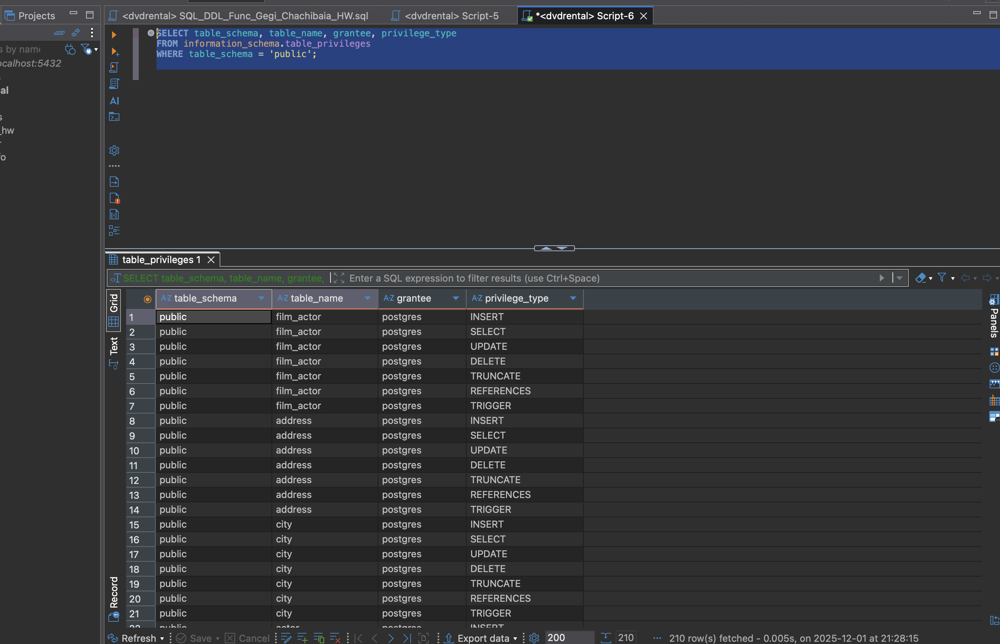 Projects
<dvdrental> SQL_DDL_Func_Gegi_Chachibaia_HW.sql
<dvdrental> Script-5
*<dvdrental> Script-6
s by name
ocalhost:5432
s
al
s
_hw
r
fo
AI
SELECT table_schema, table_name, grantee, privilege_type
FROM information_schema.table_privileges
WHERE table_schema = 'public';
table_privileges 1
SELECT table_schema, table_name, grantee,
Enter a SQL expression to filter results (use Ctrl+Space)
Grid
Text
Record
Panels
A-Z table_schema A-Z table_name A-Z grantee A-Z privilege_type
1 public film_actor postgres INSERT
2 public film_actor postgres SELECT
3 public film_actor postgres UPDATE
4 public film_actor postgres DELETE
5 public film_actor postgres TRUNCATE
6 public film_actor postgres REFERENCES
7 public film_actor postgres TRIGGER
8 public address postgres INSERT
9 public address postgres SELECT
10 public address postgres UPDATE
11 public address postgres DELETE
12 public address postgres TRUNCATE
13 public address postgres REFERENCES
14 public address postgres TRIGGER
15 public city postgres INSERT
16 public city postgres SELECT
17 public city postgres UPDATE
18 public city postgres DELETE
19 public city postgres TRUNCATE
20 public city postgres REFERENCES
21 public city postgres TRIGGER
22 public actor postgres INSERT
Refresh Save Cancel Export data 200 210 ... 210 row(s) fetched - 0.005s, on 2025-12-01 at 21:28:15